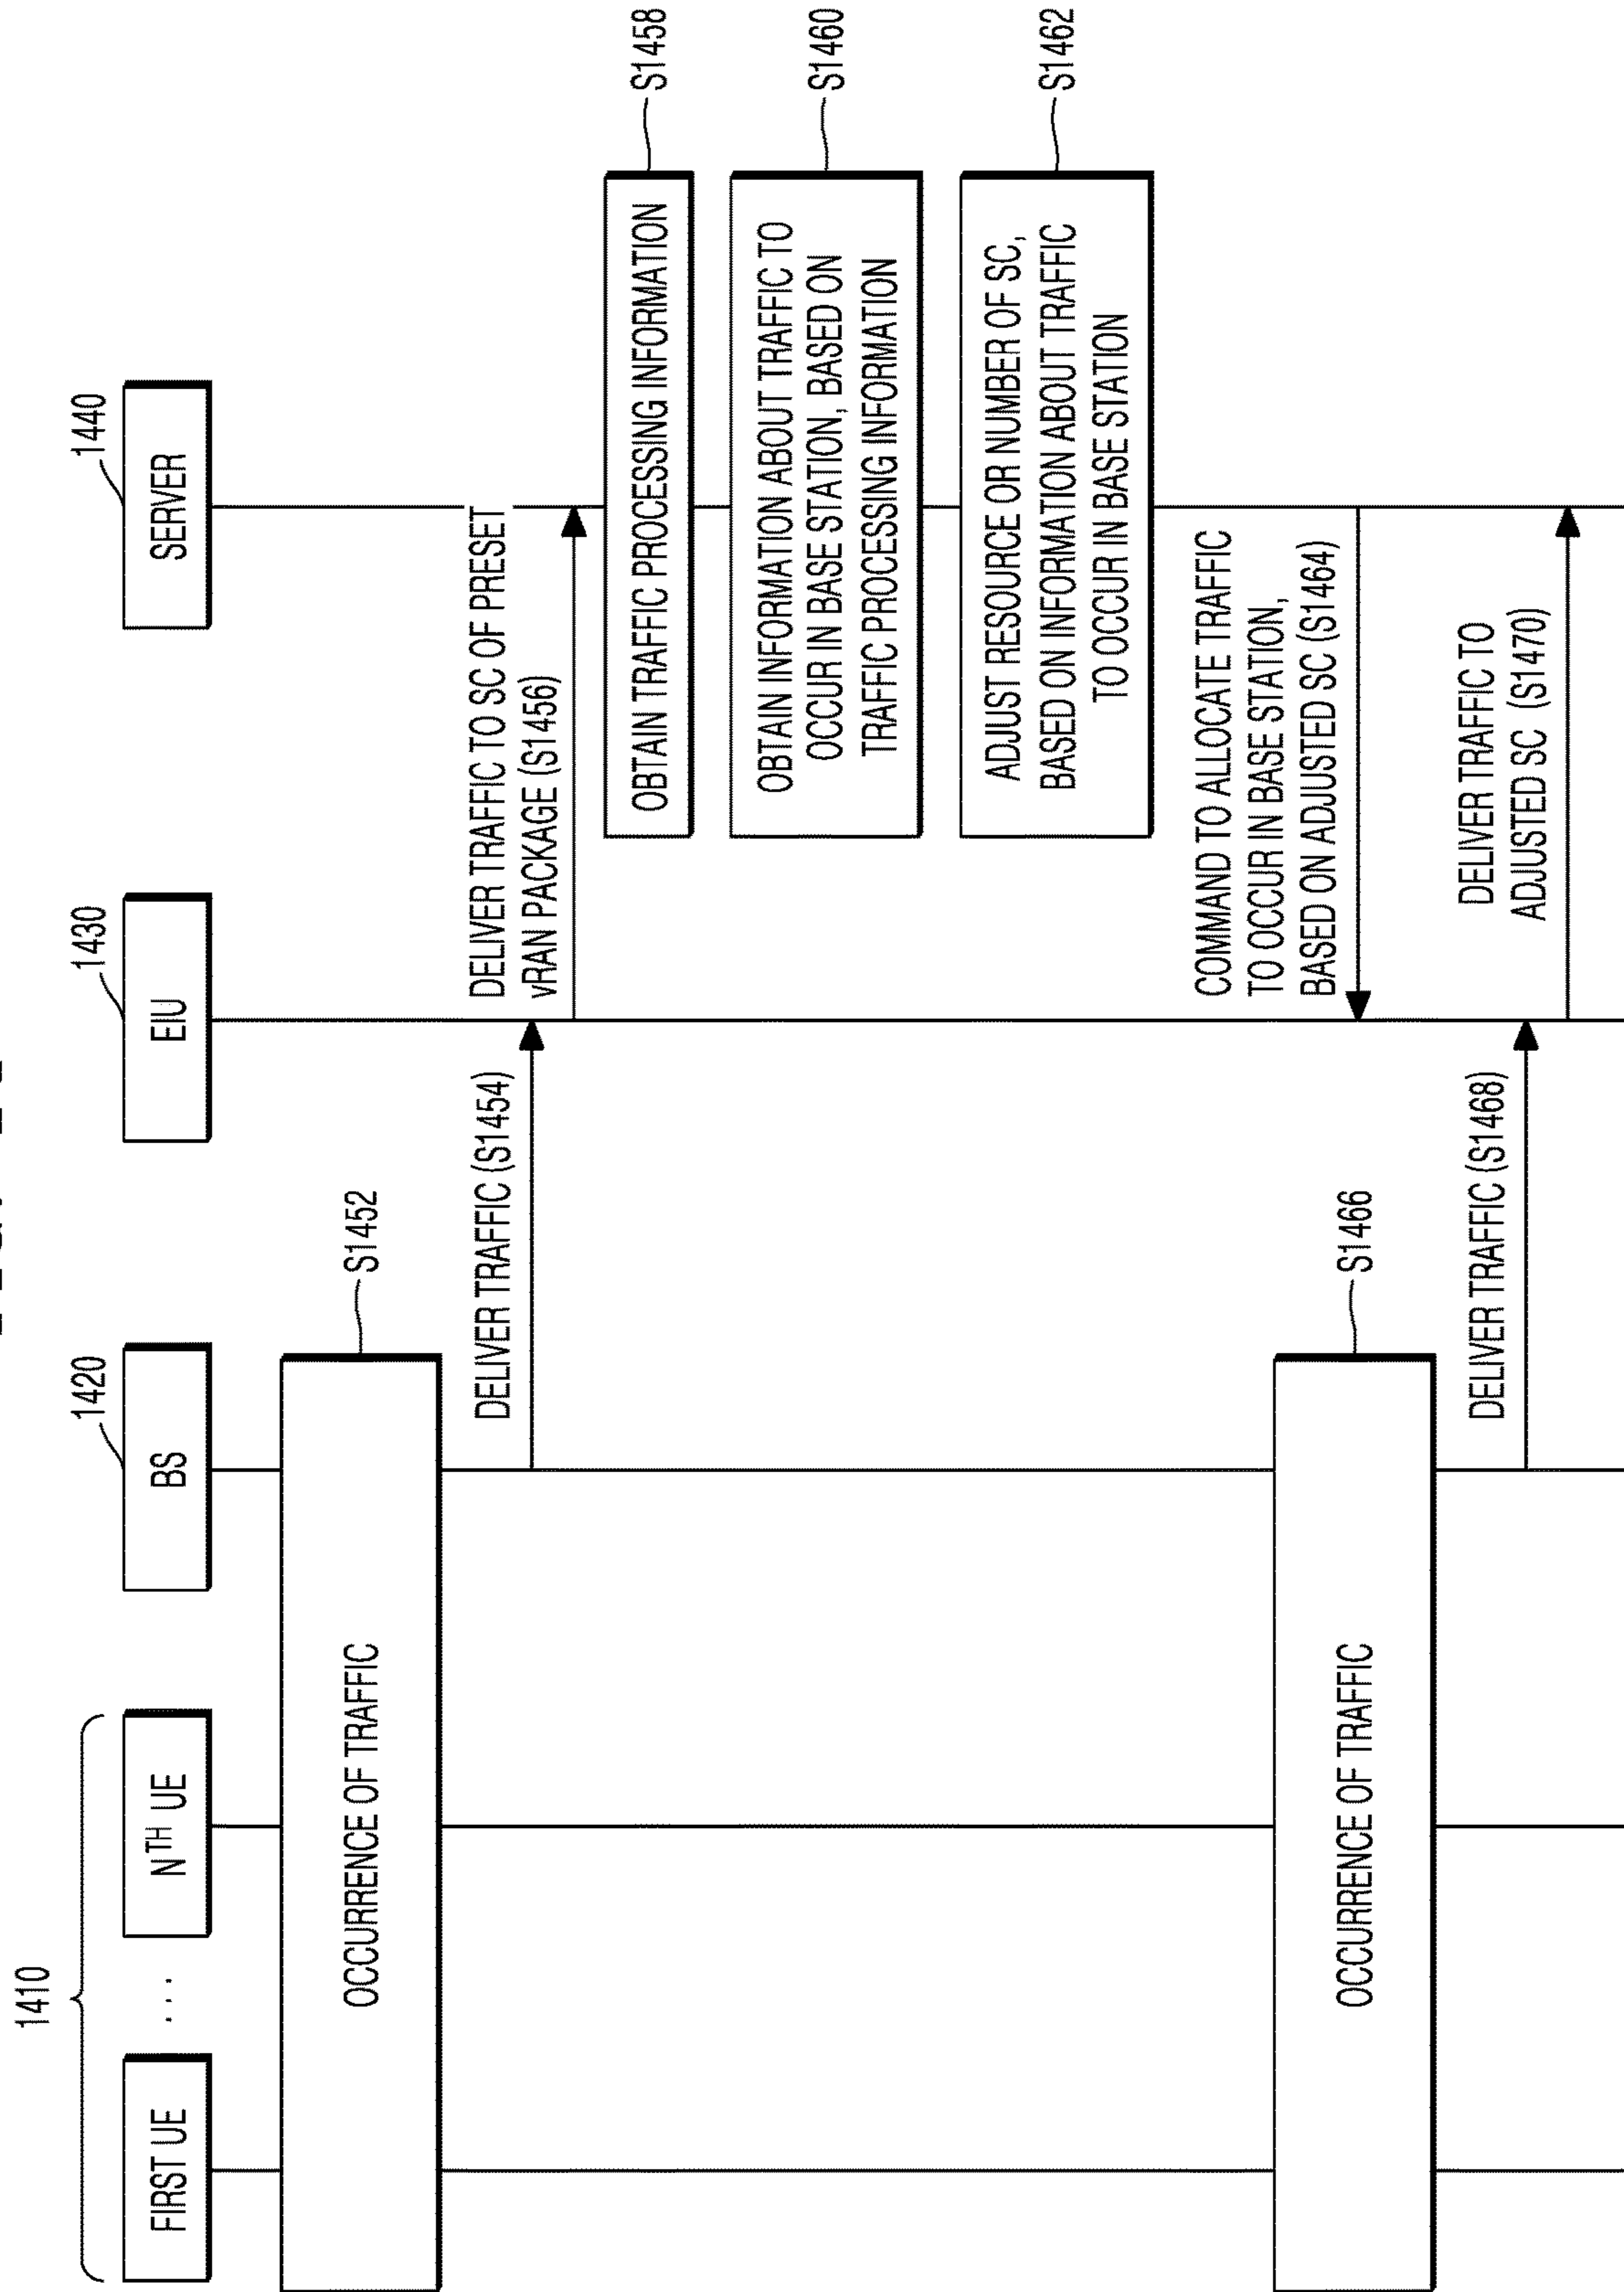 1410
1420
1430
1440
FIRST UE
...
NTH UE
BS
EIU
SERVER
OCCURRENCE OF TRAFFIC
S1452
DELIVER TRAFFIC (S1454)
DELIVER TRAFFIC TO SC OF PRESET
vRAN PACKAGE (S1456)
OBTAIN TRAFFIC PROCESSING INFORMATION
S1458
OBTAIN INFORMATION ABOUT TRAFFIC TO
OCCUR IN BASE STATION, BASED ON
TRAFFIC PROCESSING INFORMATION
S1460
ADJUST RESOURCE OR NUMBER OF SC,
BASED ON INFORMATION ABOUT TRAFFIC
TO OCCUR IN BASE STATION
S1462
COMMAND TO ALLOCATE TRAFFIC
TO OCCUR IN BASE STATION,
BASED ON ADJUSTED SC (S1464)
OCCURRENCE OF TRAFFIC
S1466
DELIVER TRAFFIC (S1468)
DELIVER TRAFFIC TO
ADJUSTED SC (S1470)